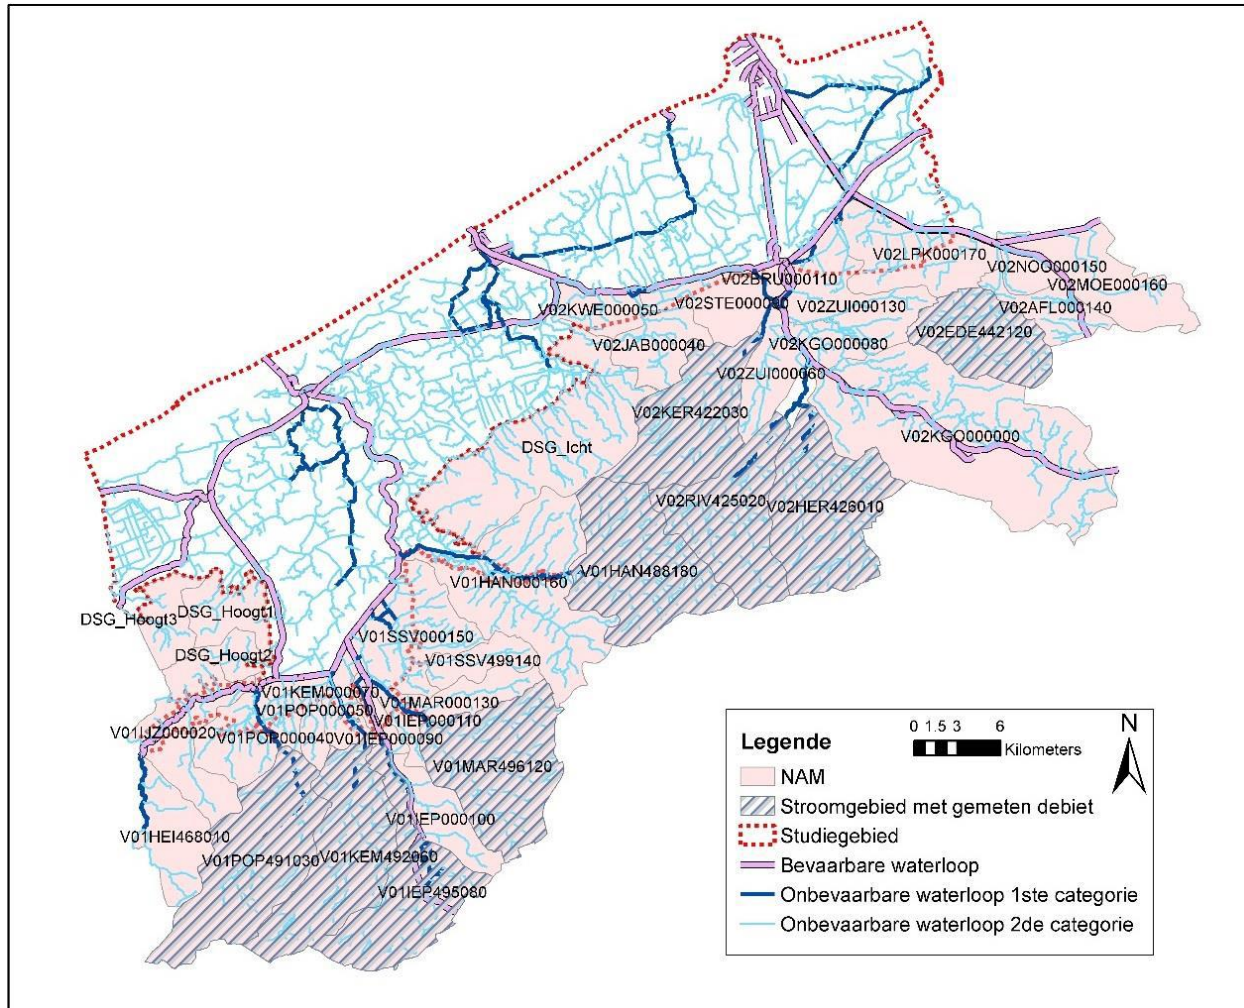 V02LPK000170
V02NOO000150
V02BRU000110
V02MOE000160
V02KWE000050
V02STE000090
V02ZUI000130
V02AFL000140
V02EDE442120
V02JAB000040
V02KGO000080
V02ZUI000060
V02KER422030
V02KGO000000
DSG_Icht
V02RIV425020
V02HER426010
V01HAN000160
V01HAN488180
DSG_Hoogt3
DSG_Hoogt1
V01SSV000150
DSG_Hoogt2
V01SSV499140
V01KEM000070
V01MAR000130
V01POP000050
V01IEP000110
V01IJZ000020
V01POP000040
V01IEP000090
V01MAR496120
V01IEP000100
V01HEI468010
V01POP491030
V01KEM492060
V01IEP495080
Legende
NAM
Stroomgebied met gemeten debiet
Studiegebied
Bevaarbare waterloop
Onbevaarbare waterloop 1ste categorie
Onbevaarbare waterloop 2de categorie
0 1.5 3 6
Kilometers
N